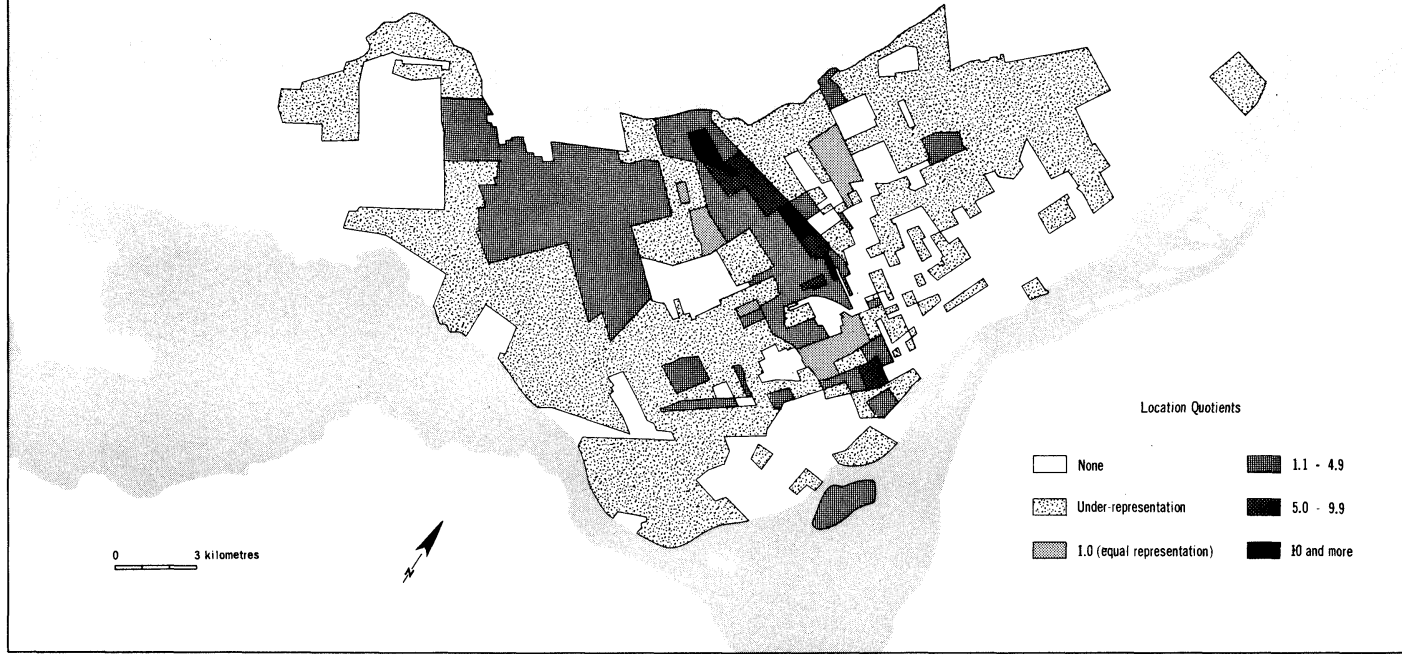 Location Quotients
None
Under-representation
1.0 (equal representation)
1.1 - 4.9
5.0 - 9.9
10 and more
0 3 kilometres
N